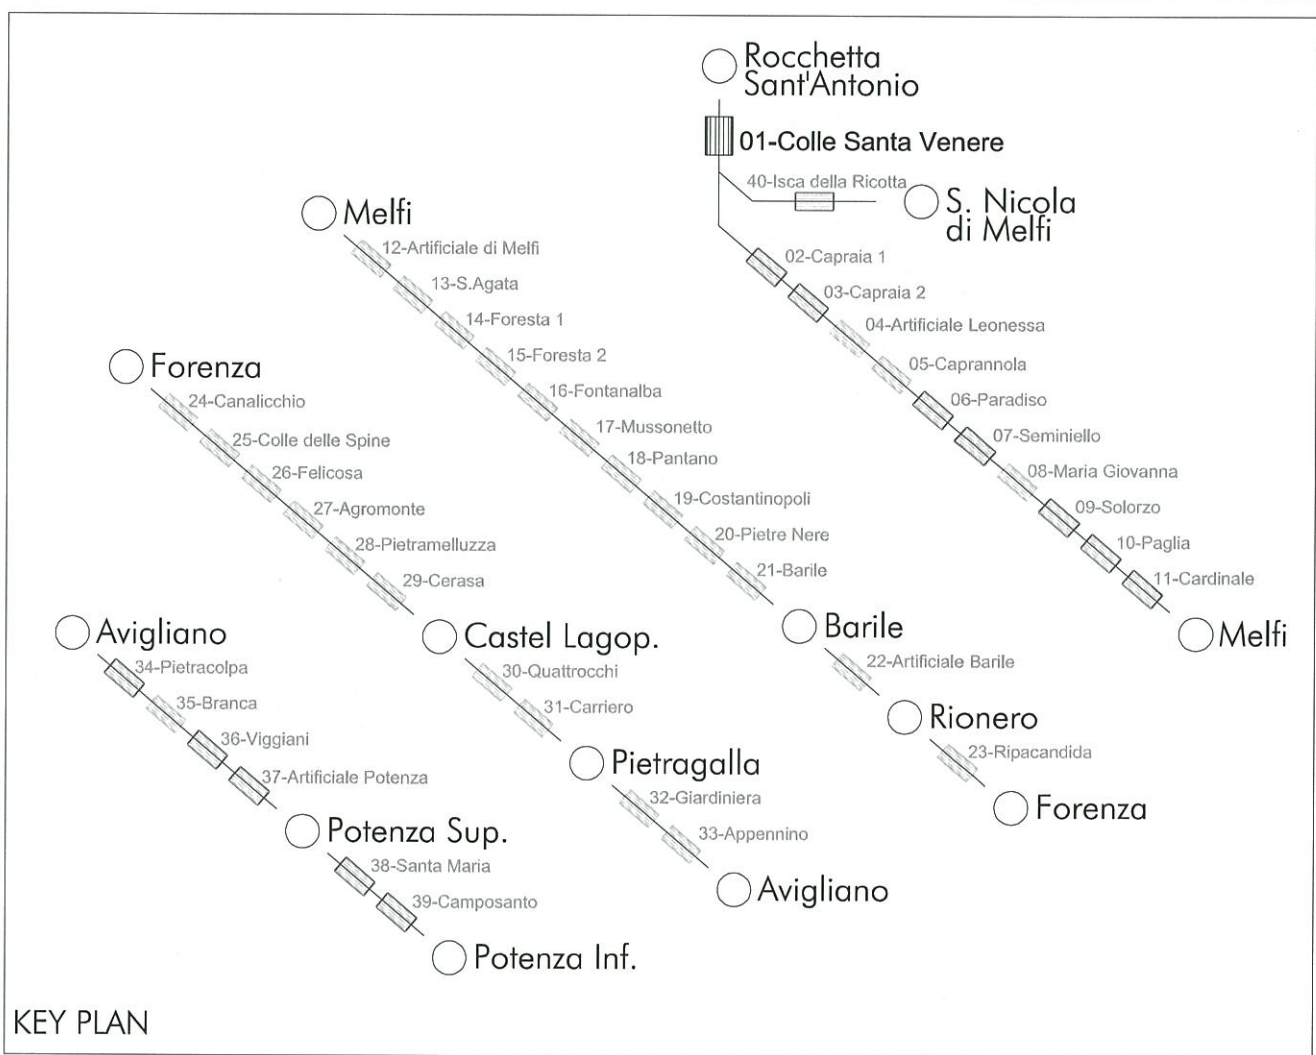 Rocchetta
Sant'Antonio
01-Colle Santa Venere
40-Isca della Ricotta
S. Nicola
di Melfi
02-Capraia 1
03-Capraia 2
04-Artificiale Leonessa
05-Caprannola
06-Paradiso
07-Seminiello
08-Maria Giovanna
09-Solorzo
10-Paglia
11-Cardinale
Melfi
Melfi
12-Artificiale di Melfi
13-S.Agata
14-Foresta 1
15-Foresta 2
16-Fontanalba
17-Mussonetto
18-Pantano
19-Costantinopoli
20-Pietre Nere
21-Barile
Barile
22-Artificiale Barile
Rionero
23-Ripacandida
Forenza
Forenza
24-Canalicchio
25-Colle delle Spine
26-Felicosa
27-Agromonte
28-Pietramelluzza
29-Cerasa
Castel Lagop.
30-Quattrocchi
31-Carriero
Pietragalla
32-Giardiniera
33-Appennino
Avigliano
Avigliano
34-Pietracolpa
35-Branca
36-Viggiani
37-Artificiale Potenza
Potenza Sup.
38-Santa Maria
39-Camposanto
Potenza Inf.
KEY PLAN